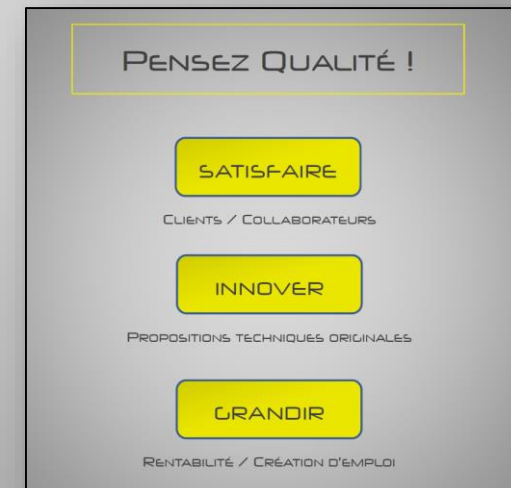 PENSEZ QUALITÉ !
SATISFAIRE
CLIENTS / COLLABORATEURS
INNOVER
PROPOSITIONS TECHNIQUES ORIGINALES
GRANDIR
RENTABILITÉ / CRÉATION D'EMPLOI